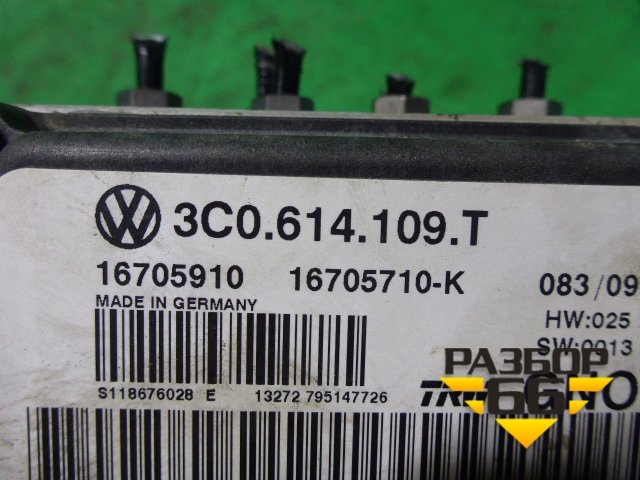 3C0.614.109.T
16705910 16705710-K 083/09
MADE IN GERMANY
HW:025
SW:0013
S118676028 E 13272 795147726
РАЗБОР
66